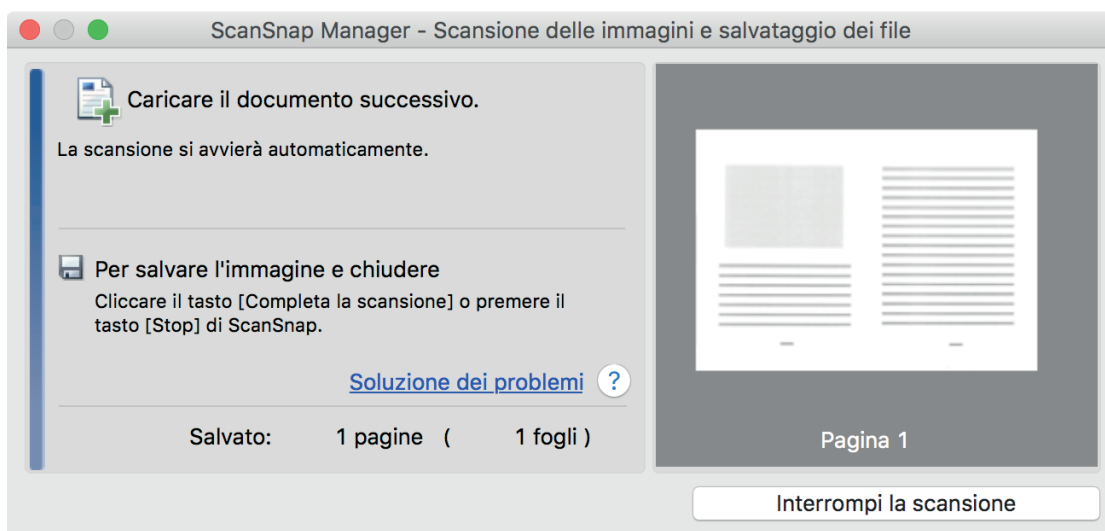 ScanSnap Manager - Scansione delle immagini e salvataggio dei file
Caricare il documento successivo.
La scansione si avvierà automaticamente.
Per salvare l'immagine e chiudere
Cliccare il tasto [Completa la scansione] o premere il
tasto [Stop] di ScanSnap.
Soluzione dei problemi ?
Salvato: 1 pagine ( 1 fogli )
Pagina 1
Interrompi la scansione